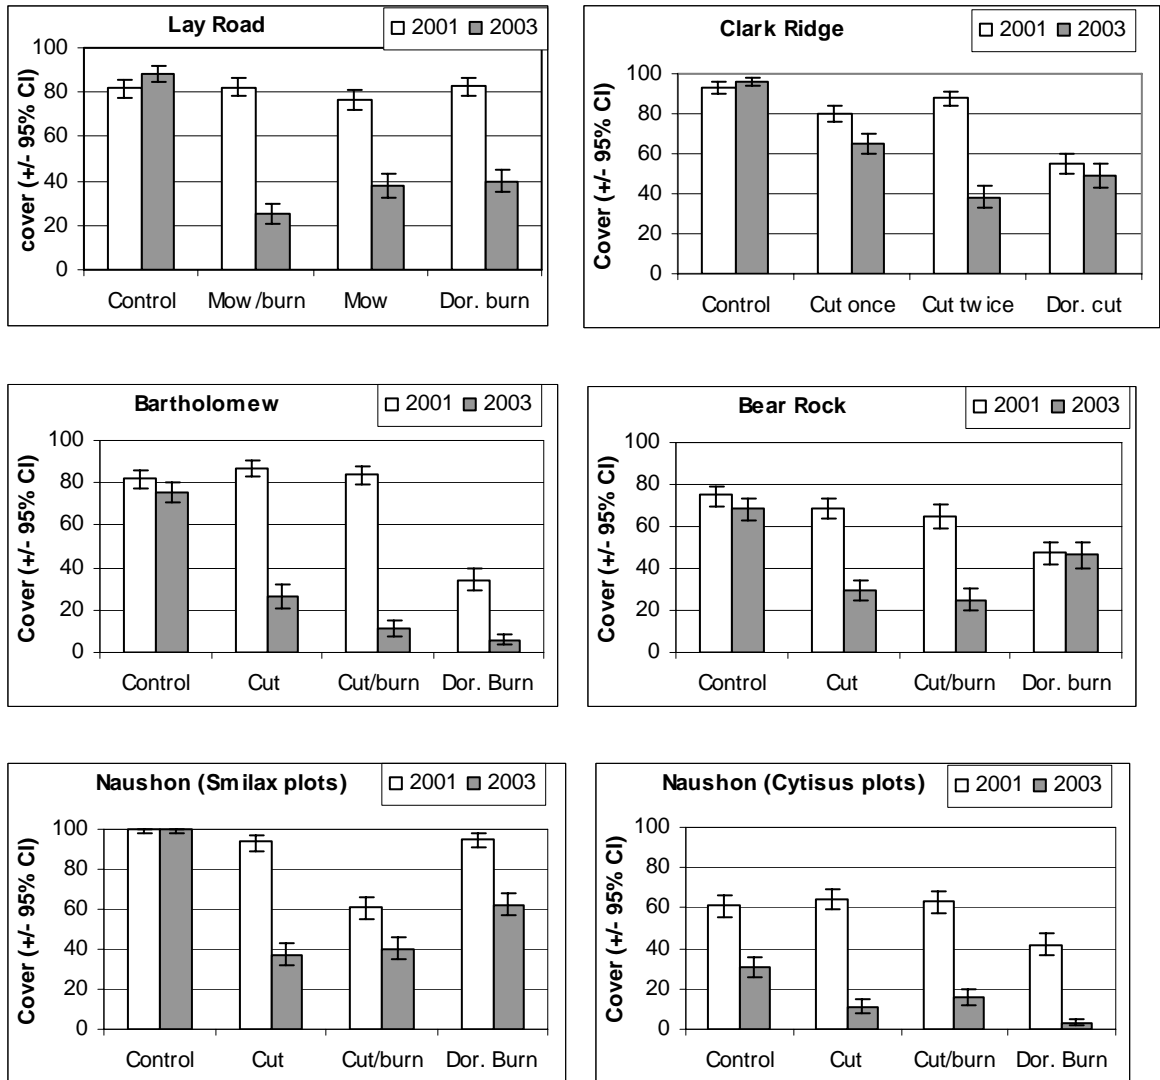 Lay Road
2001 2003
cover (+/- 95% CI)
100
80
60
40
20
0
Control Mow/burn Mow Dor. burn
Clark Ridge
2001 2003
Cover (+/- 95% CI)
100
80
60
40
20
0
Control Cut once Cut twice Dor. cut
Bartholomew
2001 2003
Cover (+/- 95% CI)
100
80
60
40
20
0
Control Cut Cut/burn Dor. Burn
Bear Rock
2001 2003
Cover (+/- 95% CI)
100
80
60
40
20
0
Control Cut Cut/burn Dor. burn
Naushon (Smilax plots)
2001 2003
Cover (+/- 95% CI)
100
80
60
40
20
0
Control Cut Cut/burn Dor. Burn
Naushon (Cytisus plots)
2001 2003
Cover (+/- 95% CI)
100
80
60
40
20
0
Control Cut Cut/burn Dor. Burn